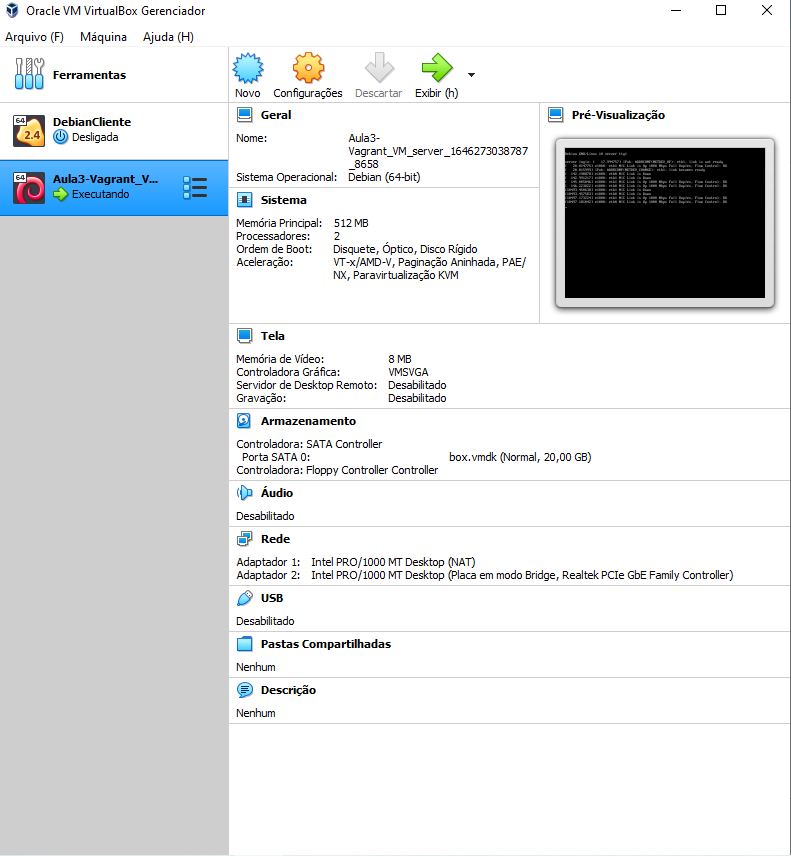 Oracle VM VirtualBox Gerenciador
Arquivo (F) Máquina Ajuda (H)
Ferramentas
64
2.4
DebianCliente
Desligada
64
Aula3-Vagrant_V...
Executando
Novo Configurações Descartar Exibir (h)
Geral
Nome: Aula3-
Vagrant_VM_server_1646273038787
_8658
Sistema Operacional: Debian (64-bit)
Sistema
Memória Principal: 512 MB
Processadores: 2
Ordem de Boot: Disquete, Óptico, Disco Rígido
Aceleração: VT-x/AMD-V, Paginação Aninhada, PAE/
NX, Paravirtualização KVM
Pré-Visualização
Tela
Memória de Vídeo: 8 MB
Controladora Gráfica: VMSVGA
Servidor de Desktop Remoto: Desabilitado
Gravação: Desabilitado
Armazenamento
Controladora: SATA Controller
Porta SATA 0: box.vmdk (Normal, 20,00 GB)
Controladora: Floppy Controller Controller
Áudio
Desabilitado
Rede
Adaptador 1: Intel PRO/1000 MT Desktop (NAT)
Adaptador 2: Intel PRO/1000 MT Desktop (Placa em modo Bridge, Realtek PCIe GbE Family Controller)
USB
Desabilitado
Pastas Compartilhadas
Nenhum
Descrição
Nenhum